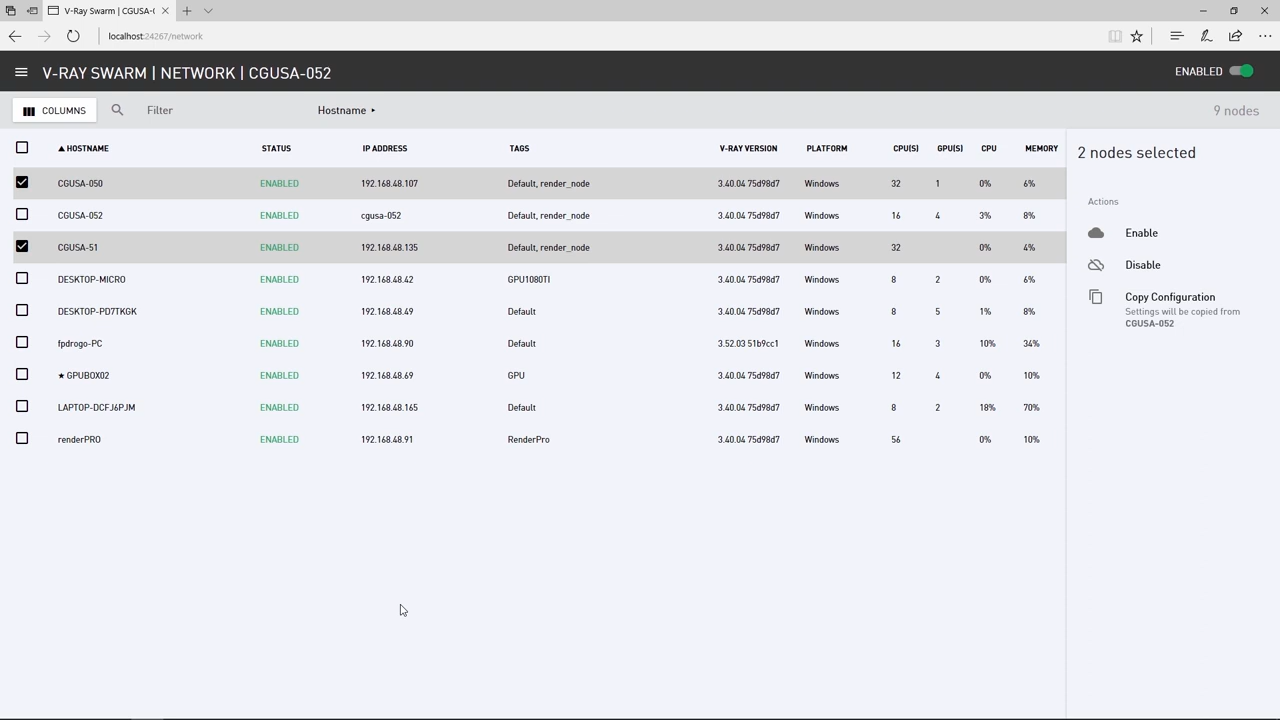 V-Ray Swarm | CGUSA-(
localhost:24267/network
V-RAY SWARM | NETWORK | CGUSA-052
ENABLED
COLUMNS
Filter
Hostname ▸
9 nodes
▲ HOSTNAME STATUS IP ADDRESS TAGS V-RAY VERSION PLATFORM CPU(S) GPU(S) CPU MEMORY
CGUSA-050 ENABLED 192.168.48.107 Default, render_node 3.40.04 75d98d7 Windows 32 1 0% 6%
CGUSA-052 ENABLED cgusa-052 Default, render_node 3.40.04 75d98d7 Windows 16 4 3% 8%
CGUSA-51 ENABLED 192.168.48.135 Default, render_node 3.40.04 75d98d7 Windows 32 0% 4%
DESKTOP-MICRO ENABLED 192.168.48.42 GPU1080TI 3.40.04 75d98d7 Windows 8 2 0% 6%
DESKTOP-PD7TKGK ENABLED 192.168.48.49 Default 3.40.04 75d98d7 Windows 8 5 1% 8%
fpdrogo-PC ENABLED 192.168.48.90 Default 3.52.03 51b9cc1 Windows 16 3 10% 34%
★ GPUBOX02 ENABLED 192.168.48.69 GPU 3.40.04 75d98d7 Windows 12 4 0% 10%
LAPTOP-DCFJ6PJM ENABLED 192.168.48.165 Default 3.40.04 75d98d7 Windows 8 2 18% 70%
renderPRO ENABLED 192.168.48.91 RenderPro 3.40.04 75d98d7 Windows 56 0% 10%
2 nodes selected
Actions
Enable
Disable
Copy Configuration
Settings will be copied from
CGUSA-052